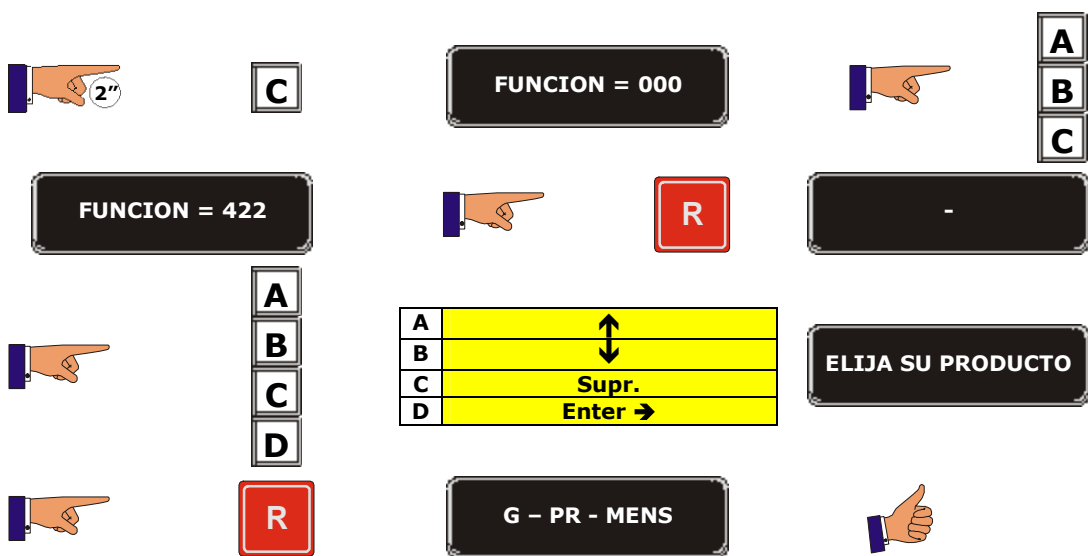 2” C FUNCION = 000 A
B
C
FUNCION = 422 R -
A
B
C
D
A ↑
B ↓
C Supr.
D Enter →
ELIJA SU PRODUCTO
R G – PR - MENS